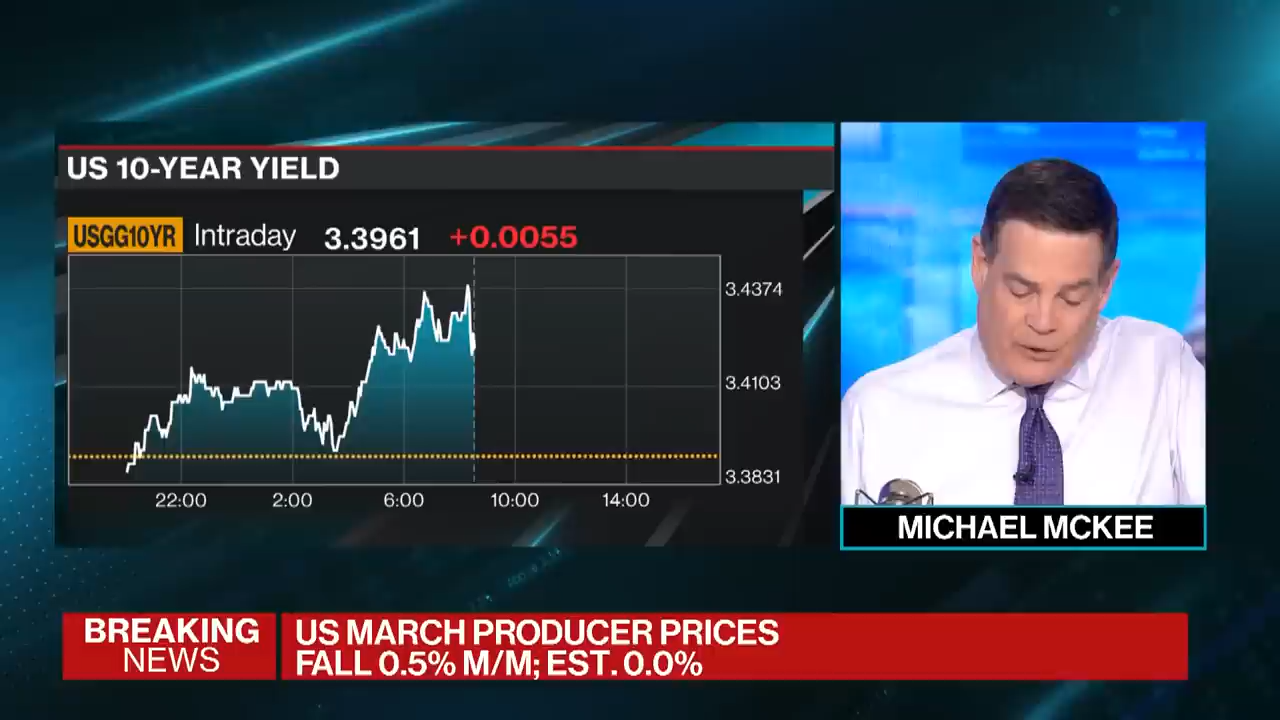 US 10-YEAR YIELD
USGG10YR Intraday 3.3961 +0.0055
3.4374
3.4103
3.3831
22:00 2:00 6:00 10:00 14:00
MICHAEL MCKEE
BREAKING
NEWS
US MARCH PRODUCER PRICES
FALL 0.5% M/M; EST. 0.0%